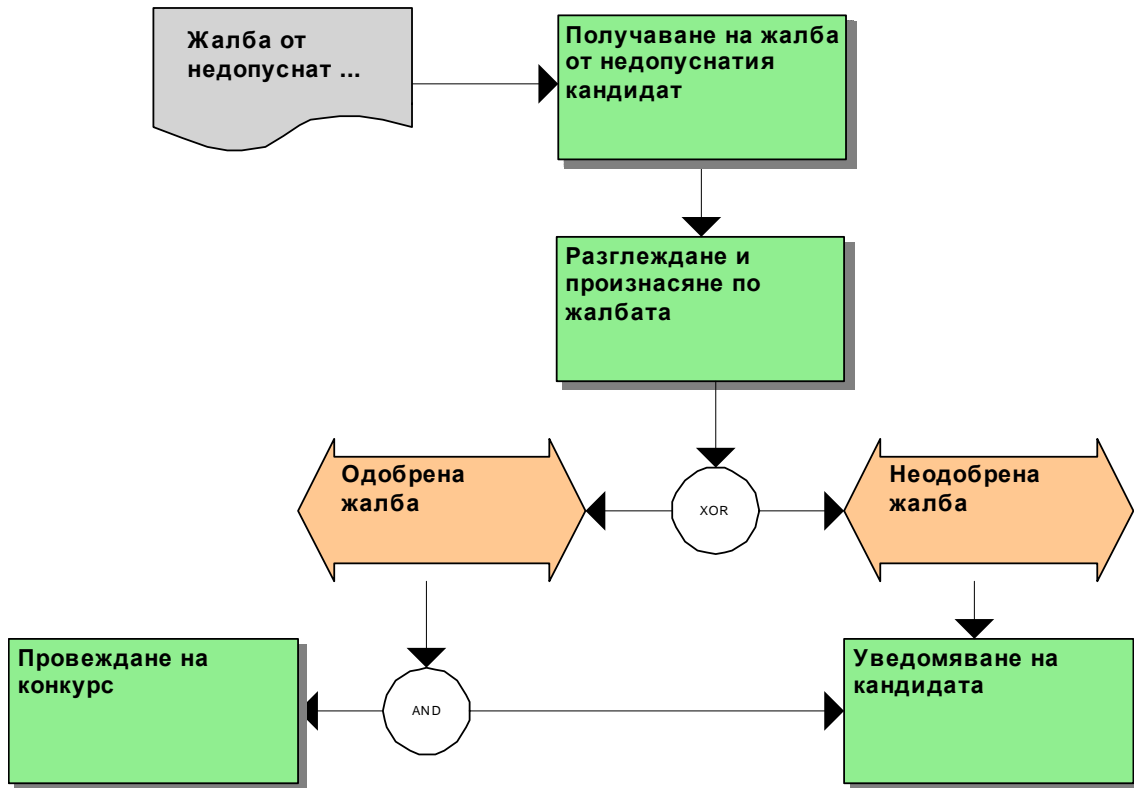 Жалба от
недопуснат ...
Получаване на жалба
от недопуснатия
кандидат
Разглеждане и
произнасяне по
жалбата
Одобрена
жалба
XOR
Неодобрена
жалба
Провеждане на
конкурс
AND
Уведомяване на
кандидата